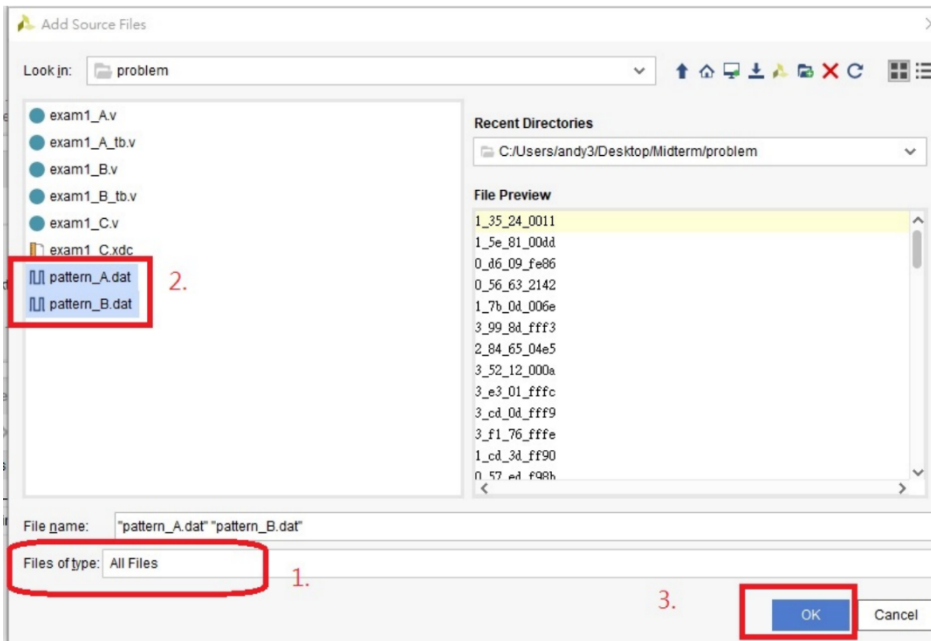 Add Source Files
Look in: problem
exam1_A.v
exam1_A_tb.v
exam1_B.v
exam1_B_tb.v
exam1_C.v
exam1_C.xdc
pattern_A.dat
pattern_B.dat
2.
Recent Directories
C:/Users/andy3/Desktop/Midterm/problem
File Preview
1_35_24_0011
1_5e_81_00dd
0_d6_09_fe86
0_56_63_2142
1_7b_0d_006e
3_99_8d_fff3
2_84_65_04e5
3_52_12_000a
3_e3_01_fffc
3_cd_0d_fff9
3_f1_76_fffe
1_cd_3d_ff90
0_57_ed_f98b
File name: "pattern_A.dat" "pattern_B.dat"
Files of type: All Files
1.
3.
OK Cancel